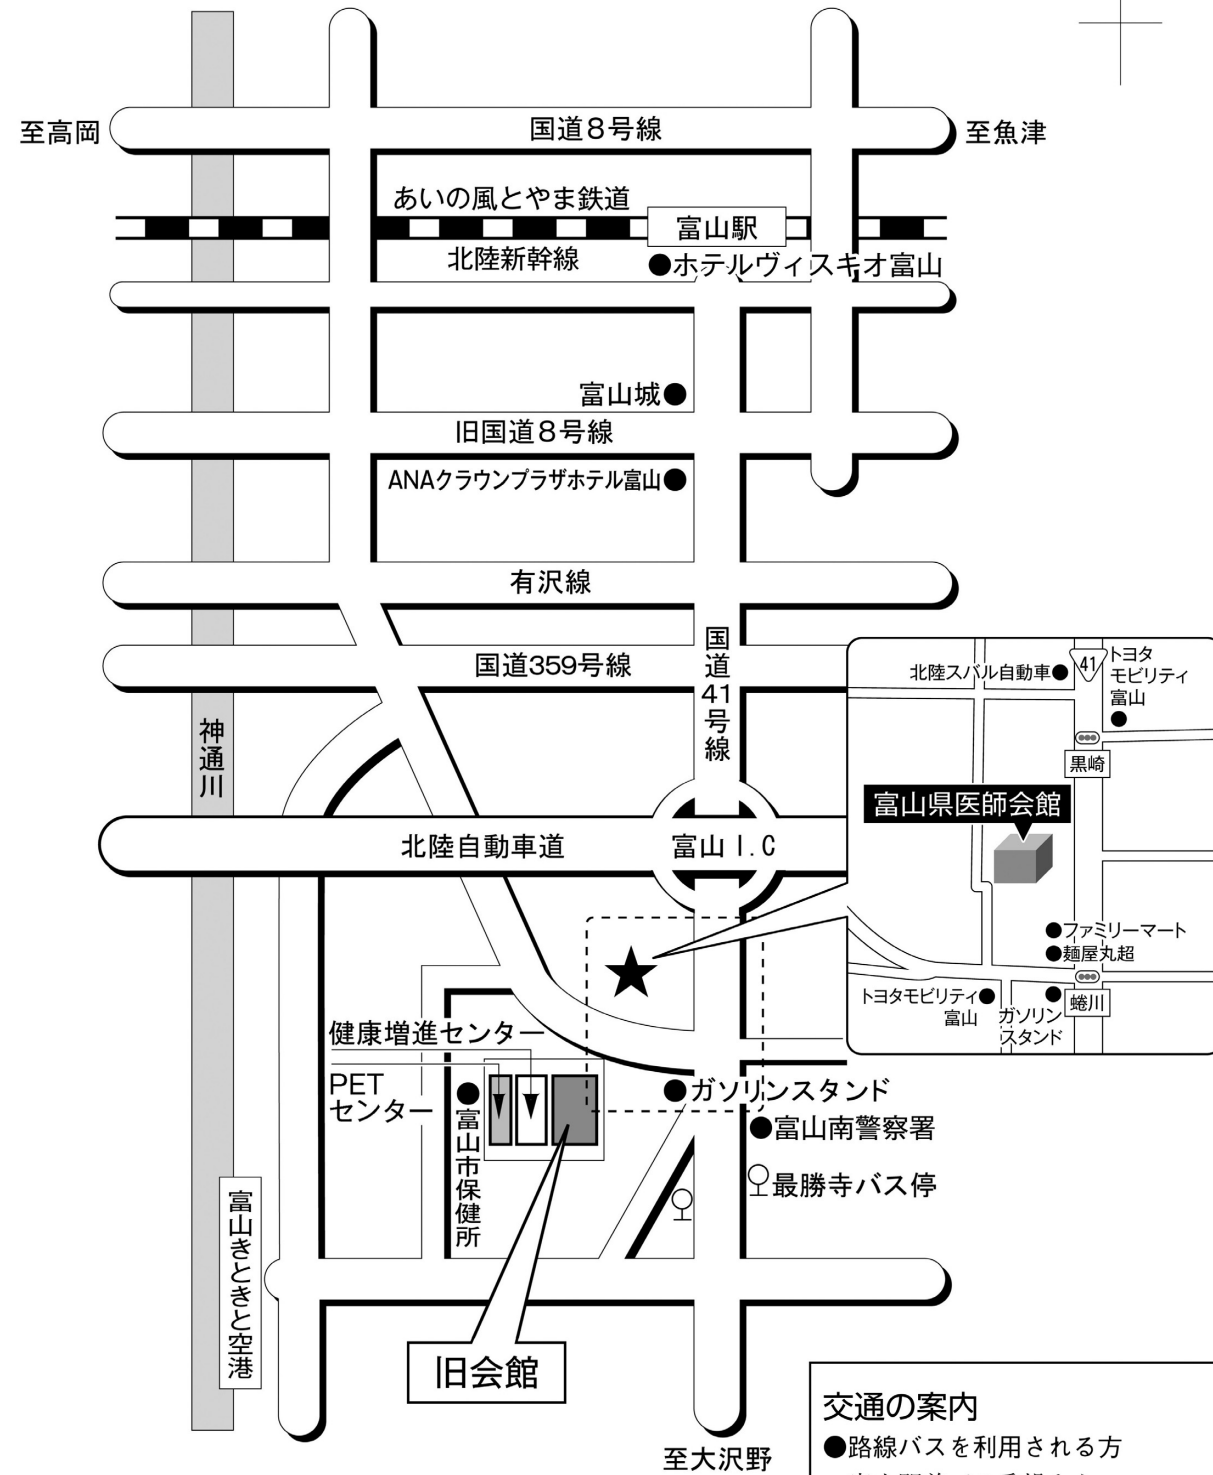 至高岡
国道8号線
至魚津
あいの風とやま鉄道
富山駅
北陸新幹線
●ホテルヴィスキオ富山
富山城●
旧国道8号線
ANAクラウンプラザホテル富山●
有沢線
国道359号線
国道41号線
神通川
北陸自動車道
富山I.C
北陸スバル自動車●
41
トヨタ
モビリティ
富山
黒崎
富山県医師会館
●ファミリーマート
●麺屋丸超
トヨタモビリティ●
富山
ガソリン
スタンド
蜷川
健康増進センター
PET
センター
●富山市保健所
●ガソリンスタンド
●富山南警察署
最勝寺バス停
富山きときと空港
旧会館
至大沢野
交通の案内
●路線バスを利用される方